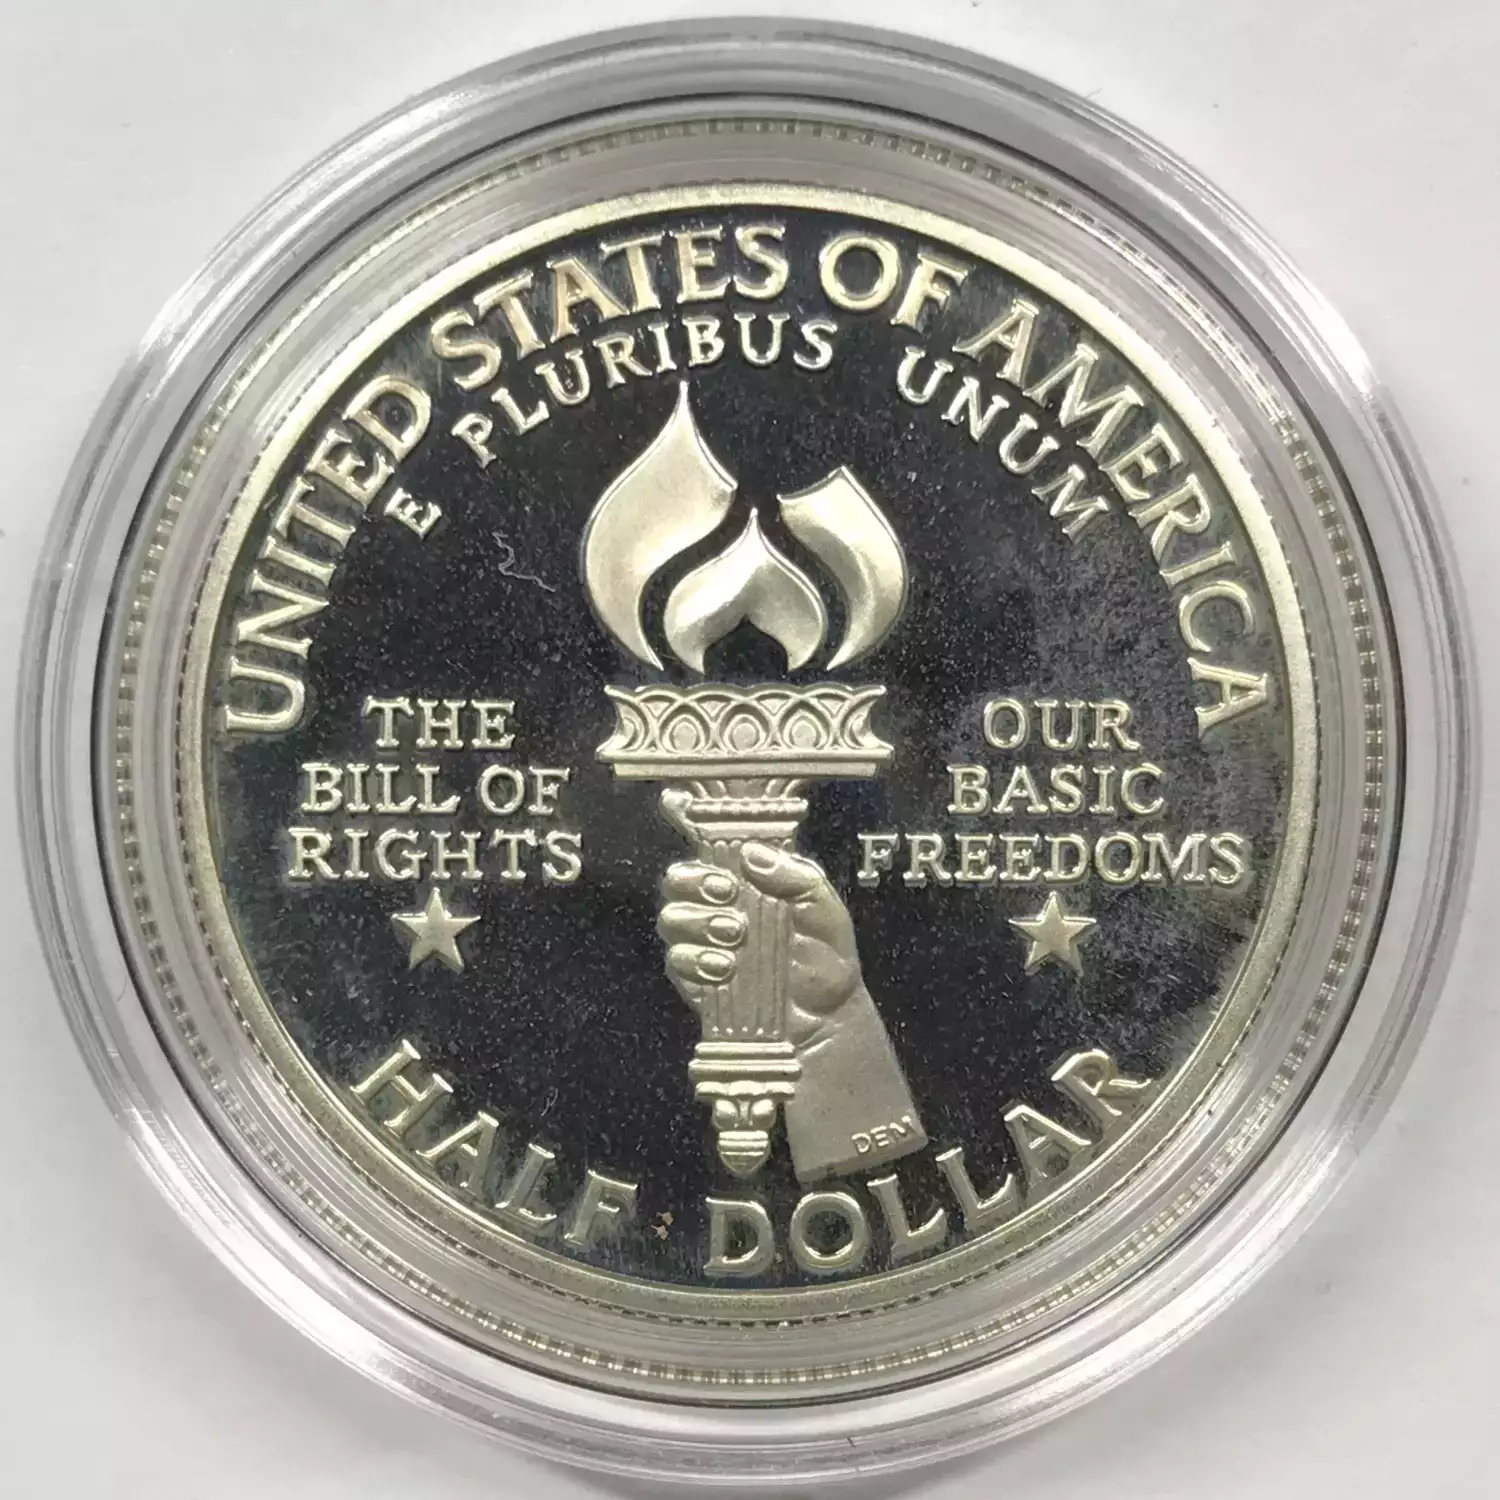 UNITED STATES OF AMERICA
E PLURIBUS UNUM
THE
BILL OF
RIGHTS
OUR
BASIC
FREEDOMS
DEM
HALF DOLLAR